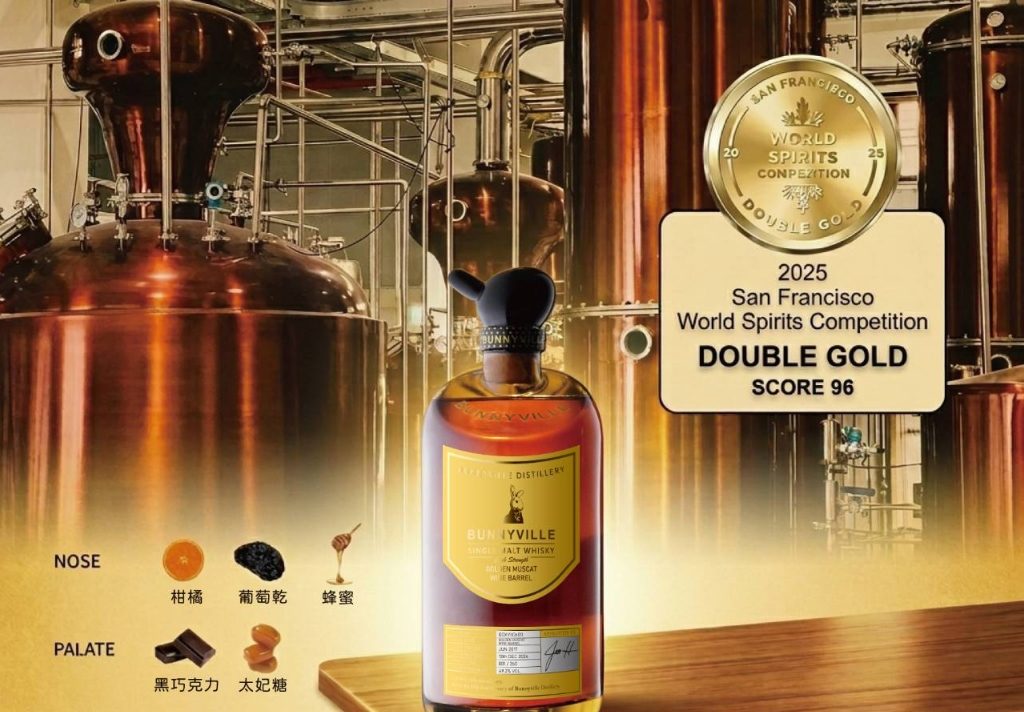 SAN FRANCISCO
WORLD
SPIRITS
20 25
DOUBLE GOLD
2025
San Francisco
World Spirits Competition
DOUBLE GOLD
SCORE 96
BUNNYVILLE
BUNNYVILLE
DISTILLERY
BUNNYVILLE
SINGLE MALT WHISKY
GOLDEN MUSCAT
WINE BARREL
NOSE
柑橘
葡萄乾
蜂蜜
PALATE
黑巧克力
太妃糖